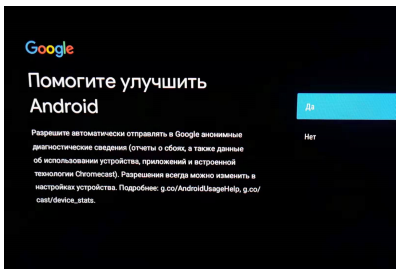 Google
Помогите улучшить
Android
Разрешите автоматически отправлять в Google анонимные
диагностические сведения (отчеты о сбоях, а также данные
об использовании устройства, приложений и встроенной
технологии Chromecast). Разрешения всегда можно изменить в
настройках устройства. Подробнее: g.co/AndroidUsageHelp, g.co/
cast/device_stats.
Да
Нет